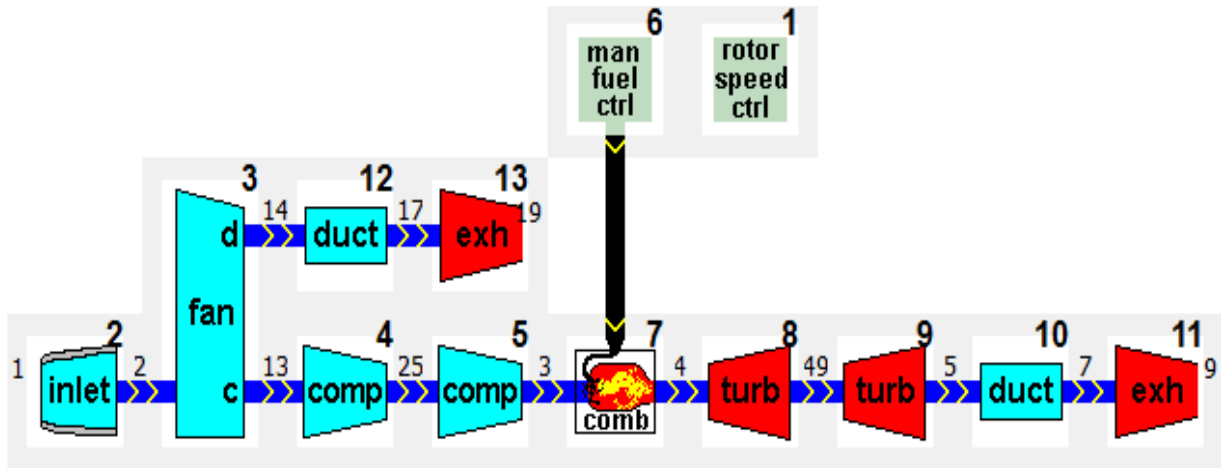 6 1
man rotor
fuel speed
ctrl ctrl
3 12 13
14 17 19
d duct exh
fan
2 4 5 7 8 9 10 11
1 2 13 25 3 4 49 5 7 9
inlet c comp comp turb turb duct exh
comb